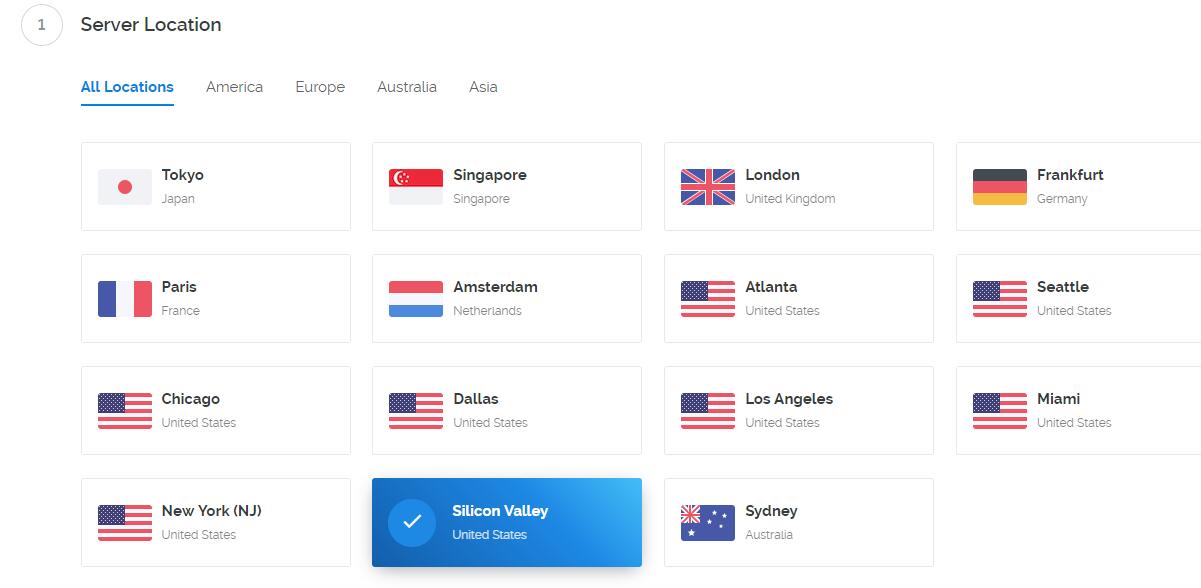 1
Server Location
All Locations
America
Europe
Australia
Asia
Tokyo
Japan
Singapore
Singapore
London
United Kingdom
Frankfurt
Germany
Paris
France
Amsterdam
Netherlands
Atlanta
United States
Seattle
United States
Chicago
United States
Dallas
United States
Los Angeles
United States
Miami
United States
New York (NJ)
United States
Silicon Valley
United States
Sydney
Australia